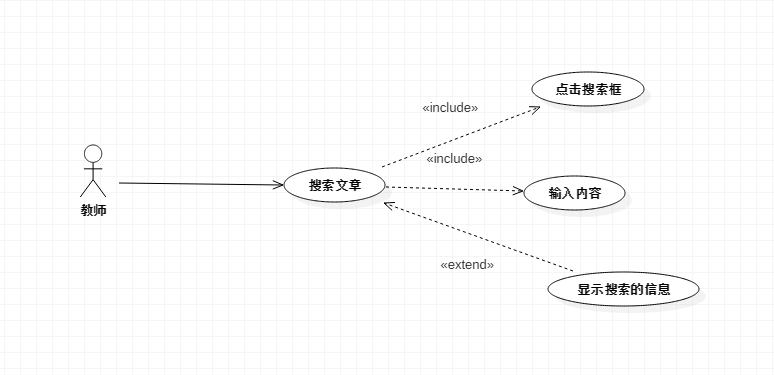 点击搜索框
«include»
«include»
搜索文章
输入内容
教师
«extend»
显示搜索的信息